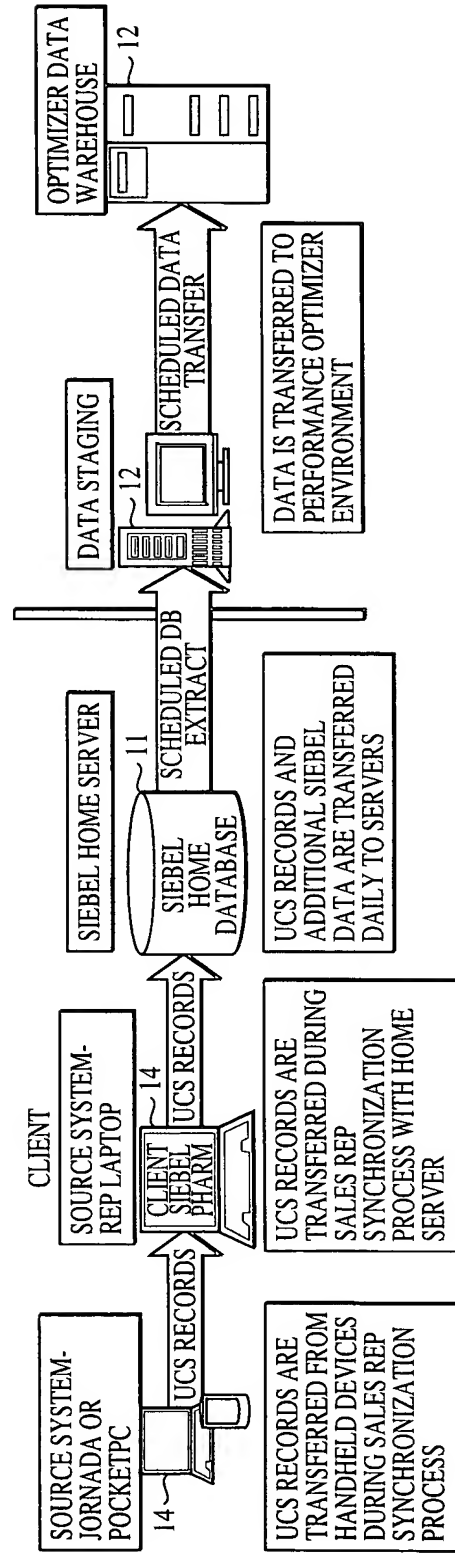 CLIENT
SOURCE SYSTEM-
JORNADA OR
POCKETPC
14
UCS RECORDS
UCS RECORDS ARE
TRANSFERRED FROM
HANDHELD DEVICES
DURING SALES REP
SYNCHRONIZATION
PROCESS
SOURCE SYSTEM-
REP LAPTOP
14
CLIENT
SIEBEL
PHARM
UCS RECORDS
UCS RECORDS ARE
TRANSFERRED DURING
SALES REP
SYNCHRONIZATION
PROCESS WITH HOME
SERVER
SIEBEL HOME SERVER
11
SIEBEL
HOME
DATABASE
SCHEDULED DB
EXTRACT
UCS RECORDS AND
ADDITIONAL SIEBEL
DATA ARE TRANSFERRED
DAILY TO SERVERS
DATA STAGING
12
SCHEDULED DATA
TRANSFER
DATA IS TRANSFERRED TO
PERFORMANCE OPTIMIZER
ENVIRONMENT
OPTIMIZER DATA
WAREHOUSE
12